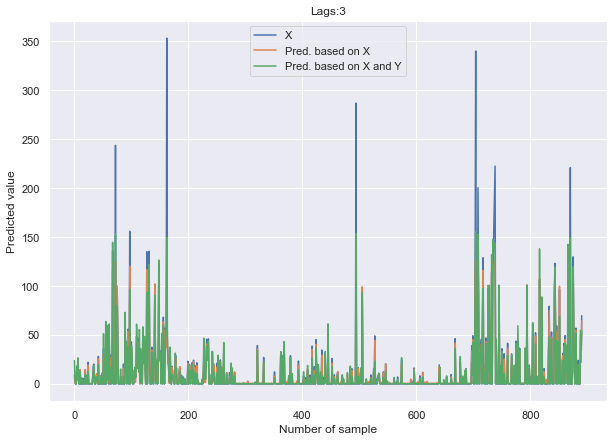 Lags:3
X
Pred. based on X
Pred. based on X and Y
Predicted value
350
300
250
200
150
100
50
0
0 200 400 600 800
Number of sample